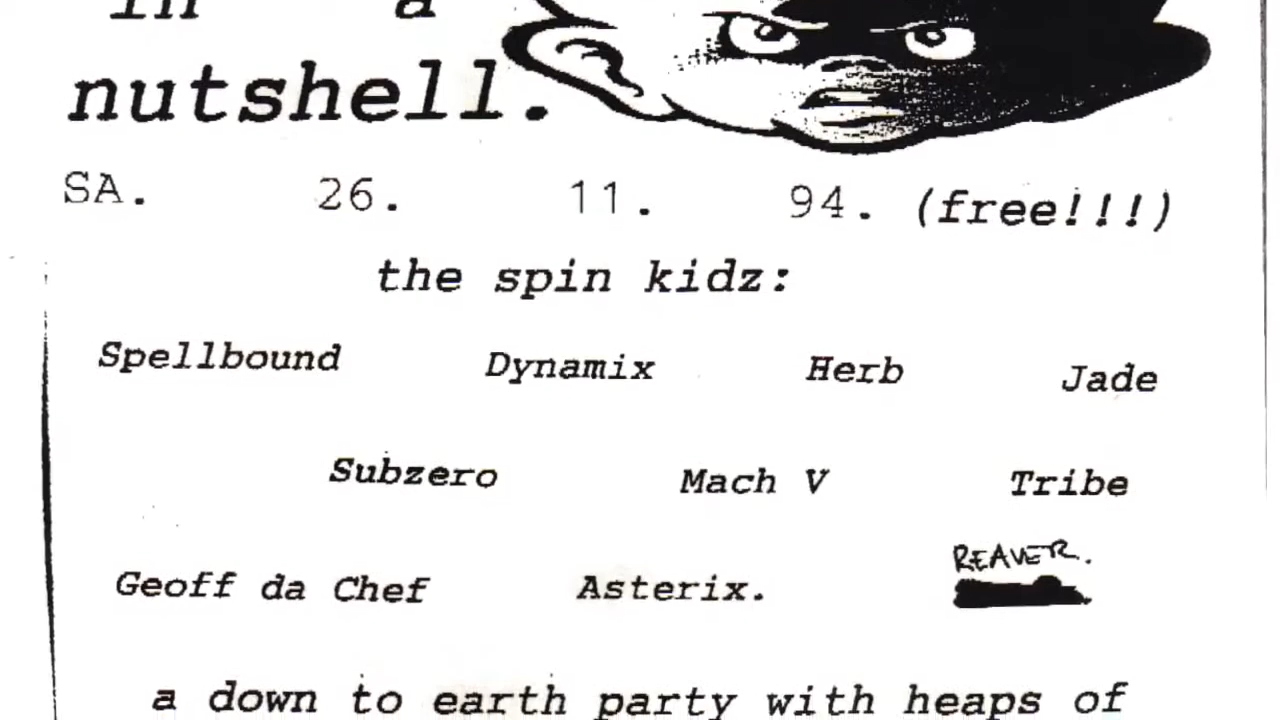 in a
nutshell.
SA. 26. 11. 94. (free!!!)
the spin kidz:
Spellbound Dynamix Herb Jade
Subzero Mach V Tribe
REAVER.
Geoff da Chef Asterix.
a down to earth party with heaps of